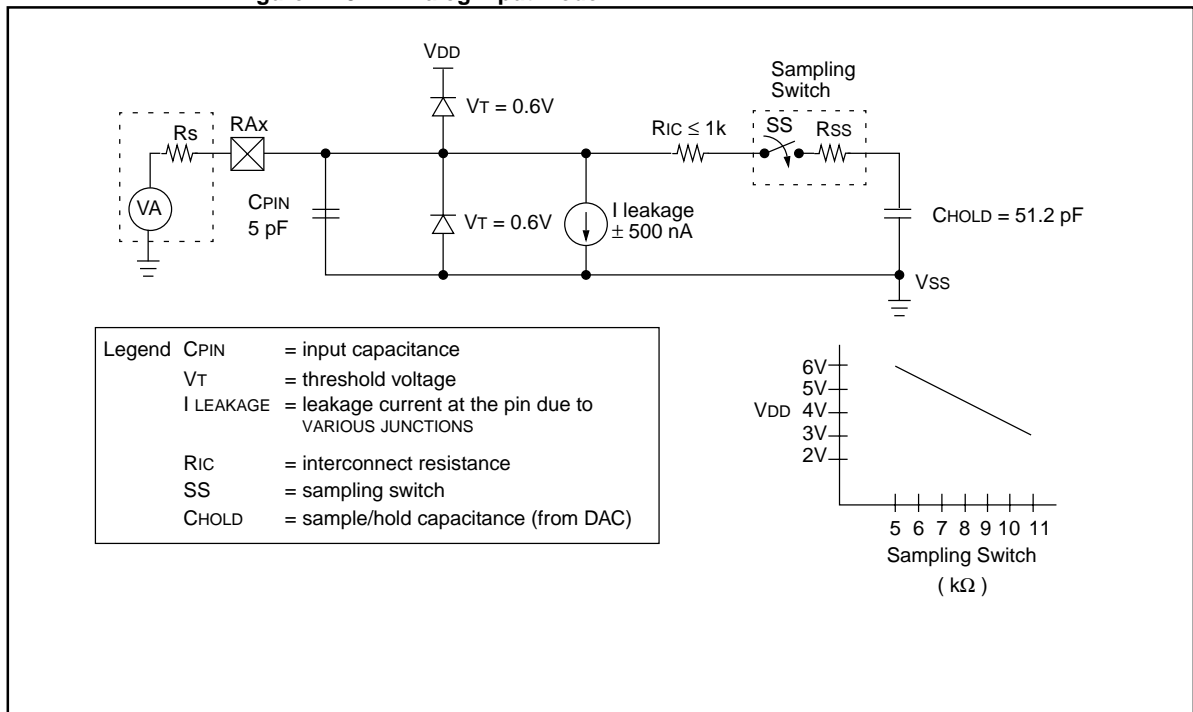 VDD
Sampling
Switch
VT = 0.6V
RIC ≤ 1k
SS
RSS
RS
RAx
VA
CPIN
5 pF
VT = 0.6V
I leakage
± 500 nA
CHOLD = 51.2 pF
VSS
Legend CPIN = input capacitance
VT = threshold voltage
I LEAKAGE = leakage current at the pin due to
VARIOUS JUNCTIONS
RIC = interconnect resistance
SS = sampling switch
CHOLD = sample/hold capacitance (from DAC)
6V
5V
VDD 4V
3V
2V
5 6 7 8 9 10 11
Sampling Switch
( kΩ )